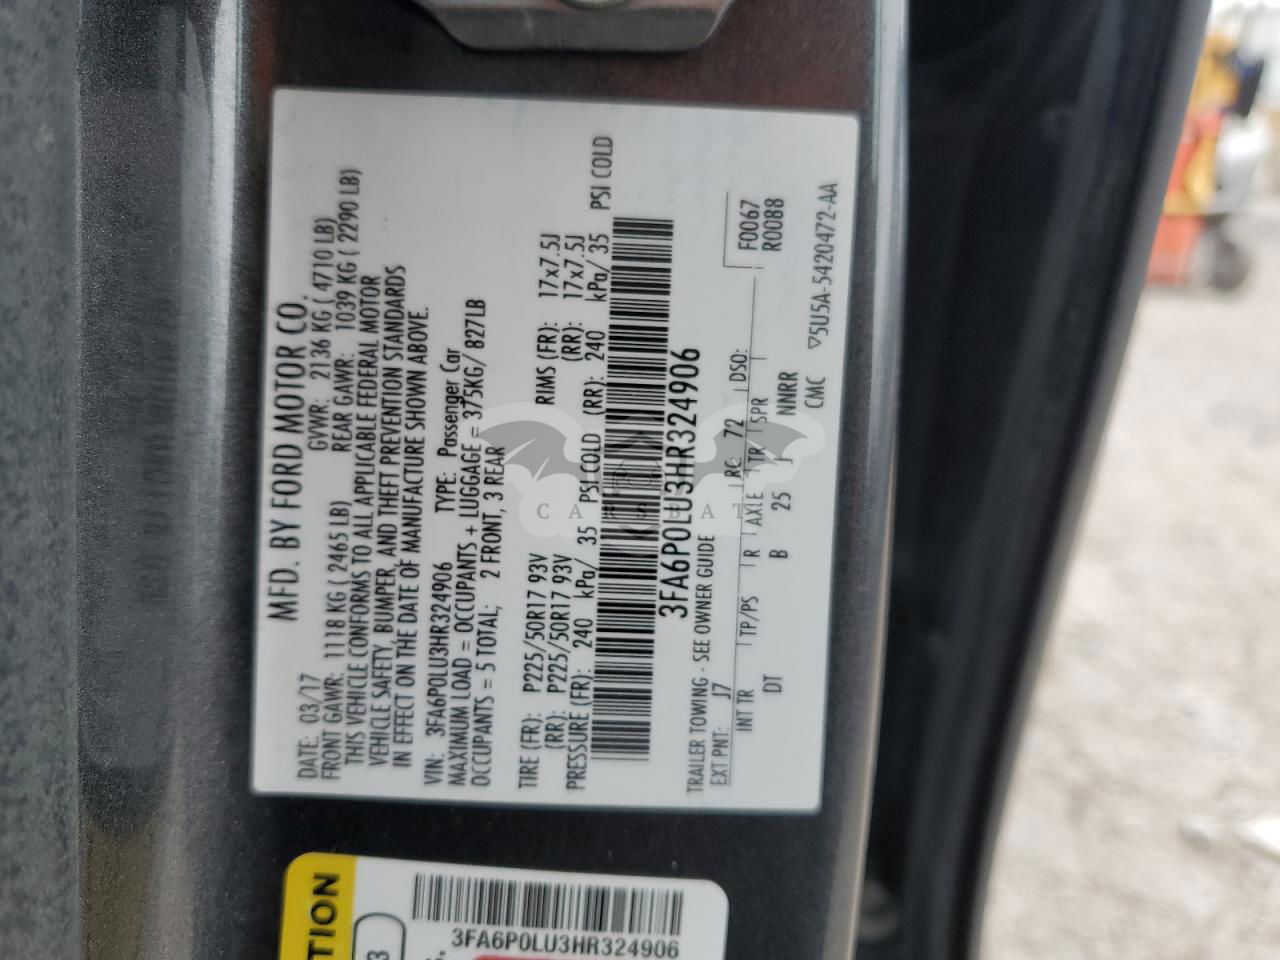 MFD. BY FORD MOTOR CO.
DATE: 03/17 GVWR: 2136 KG ( 4710 LB)
FRONT GAWR: 1118 KG ( 2465 LB) REAR GAWR: 1039 KG ( 2290 LB)
THIS VEHICLE CONFORMS TO ALL APPLICABLE FEDERAL MOTOR
VEHICLE SAFETY, BUMPER, AND THEFT PREVENTION STANDARDS
IN EFFECT ON THE DATE OF MANUFACTURE SHOWN ABOVE.
VIN: 3FA6P0LU3HR324906 TYPE: Passenger Car
MAXIMUM LOAD = OCCUPANTS + LUGGAGE = 375KG/ 827LB
OCCUPANTS = 5 TOTAL; 2 FRONT, 3 REAR
TIRE (FR): P225/50R17 93V RIMS (FR): 17x7.5J
(RR): P225/50R17 93V (RR): 17x7.5J
PRESSURE (FR): 240 kPa/ 35 PSI COLD (RR): 240 kPa/ 35 PSI COLD
3FA6P0LU3HR324906
TRAILER TOWING - SEE OWNER GUIDE
EXT PNT: J7 RC: 72 DSO: F0067
R0088
INT TR TP/PS R AXLE TR SPR
DT B 25 J NNRR
CMC ▽5U5A-5420472-AA
CARSBAT
TION
3
S.
3FA6P0LU3HR324906